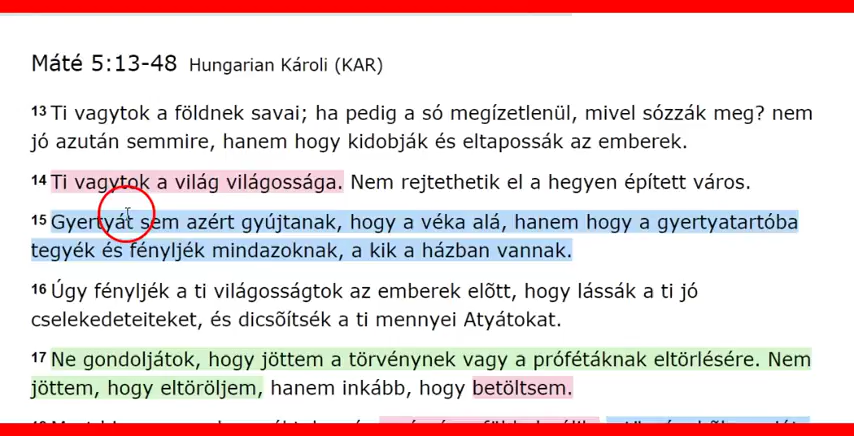 Máté 5:13-48 Hungarian Károli (KAR)
13 Ti vagytok a földnek savai; ha pedig a só megízetlenül, mivel sózzák meg? nem
jó azután semmire, hanem hogy kidobják és eltapossák az emberek.
14 Ti vagytok a világ világossága. Nem rejtethetik el a hegyen épített város.
15 Gyertyát sem azért gyújtanak, hogy a véka alá, hanem hogy a gyertyatartóba
tegyék és fényljék mindazoknak, a kik a házban vannak.
16 Úgy fényljék a ti világosságtok az emberek elõtt, hogy lássák a ti jó
cselekedeteiteket, és dicsõítsék a ti mennyei Atyátokat.
17 Ne gondoljátok, hogy jöttem a törvénynek vagy a prófétáknak eltörlésére. Nem
jöttem, hogy eltöröljem, hanem inkább, hogy betöltsem.